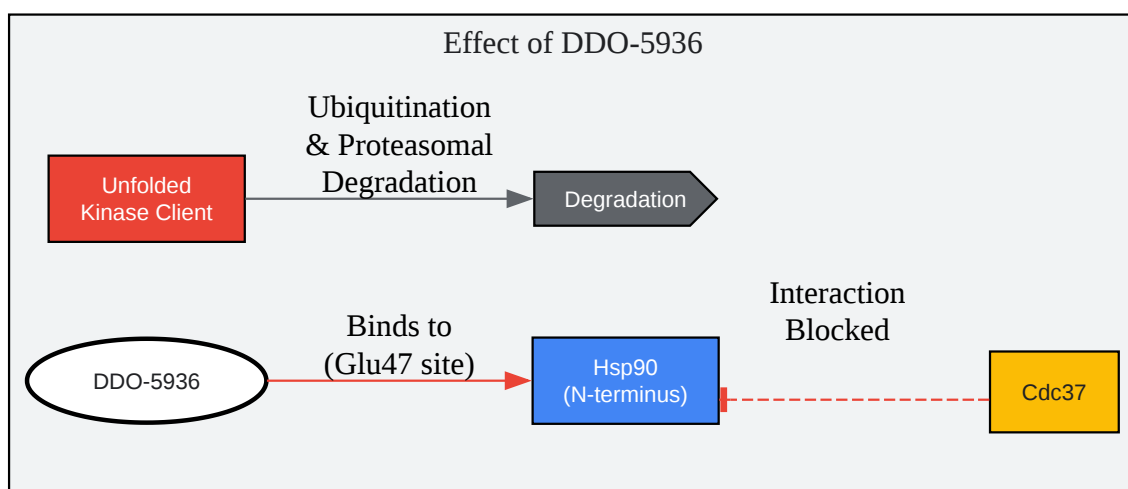 Effect of DDO-5936
Ubiquitination
& Proteasomal
Degradation
Unfolded
Kinase Client
Degradation
Interaction
Blocked
Binds to
(Glu47 site)
DDO-5936
Hsp90
(N-terminus)
Cdc37